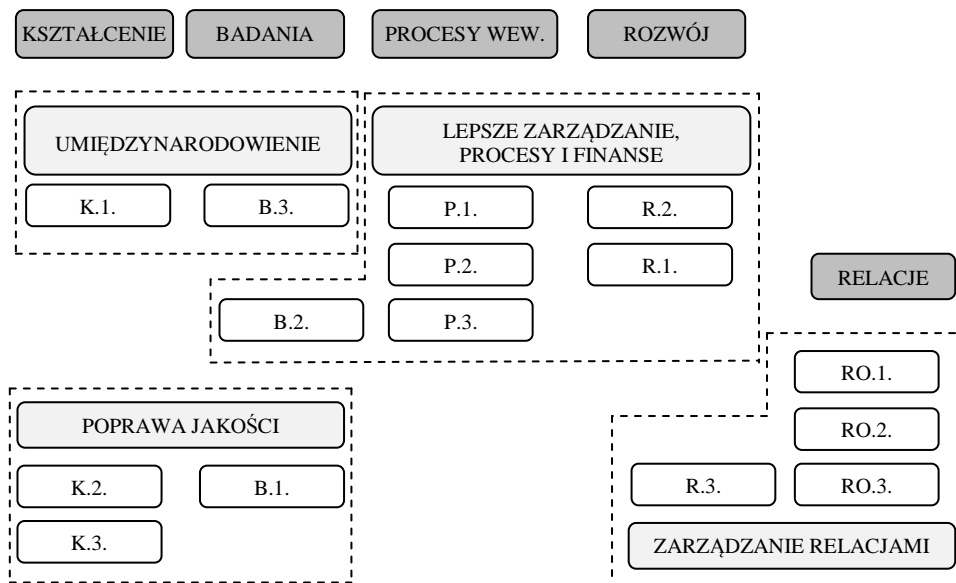 KSZTAŁCENIE
BADANIA
PROCESY WEW.
ROZWÓJ
UMIĘDZYNARODOWIENIE
LEPSZE ZARZĄDZANIE,
PROCESY I FINANSE
K.1.
B.3.
P.1.
R.2.
P.2.
R.1.
RELACJE
B.2.
P.3.
RO.1.
POPRAWA JAKOŚCI
RO.2.
K.2.
B.1.
R.3.
RO.3.
K.3.
ZARZĄDZANIE RELACJAMI